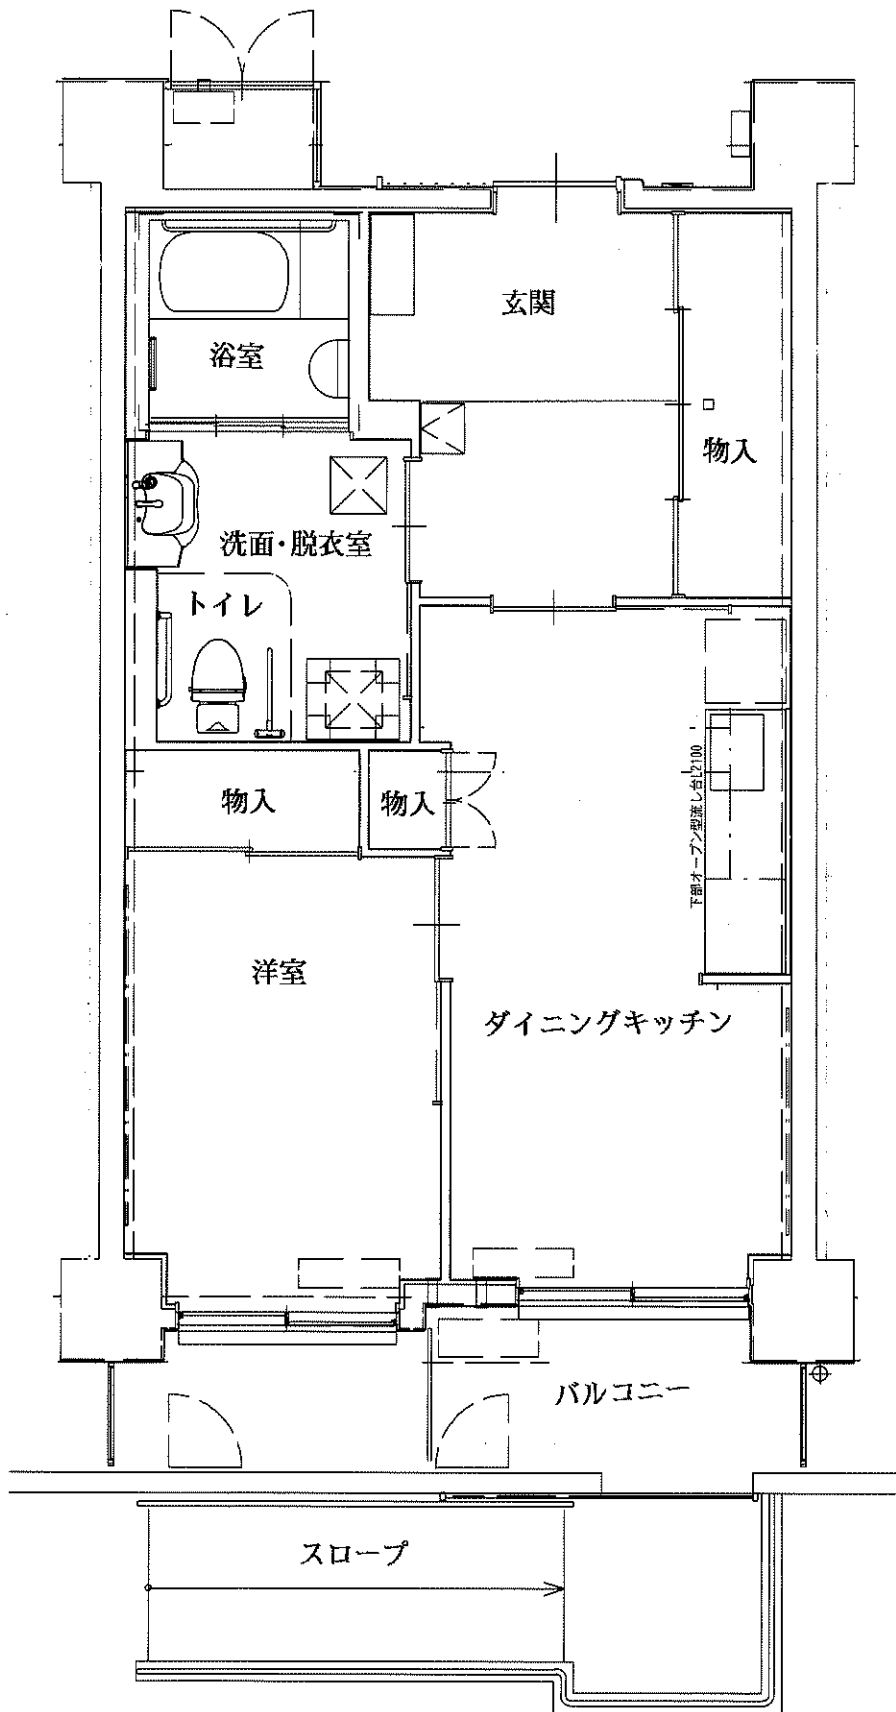 玄関
浴室
物入
洗面・脱衣室
トイレ
下部オープン型流し台L2100
物入
物入
洋室
ダイニングキッチン
バルコニー
スロープ